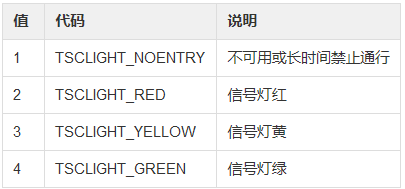 值 代码 说明
1 TSCLIGHT_NOENTRY 不可用或长时间禁止通行
2 TSCLIGHT_RED 信号灯红
3 TSCLIGHT_YELLOW 信号灯黄
4 TSCLIGHT_GREEN 信号灯绿